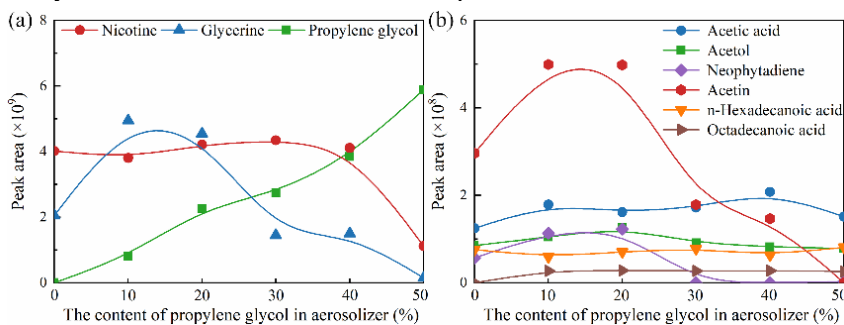 (a)
Nicotine
Glycerine
Propylene glycol
8
6
4
2
0
Peak area (×10⁹)
0
10
20
30
40
50
The content of propylene glycol in aerosolizer (%)
(b)
Acetic acid
Acetol
Neophytadiene
Acetin
n-Hexadecanoic acid
Octadecanoic acid
6
4
2
0
Peak area (×10⁸)
0
10
20
30
40
50
The content of propylene glycol in aerosolizer (%)